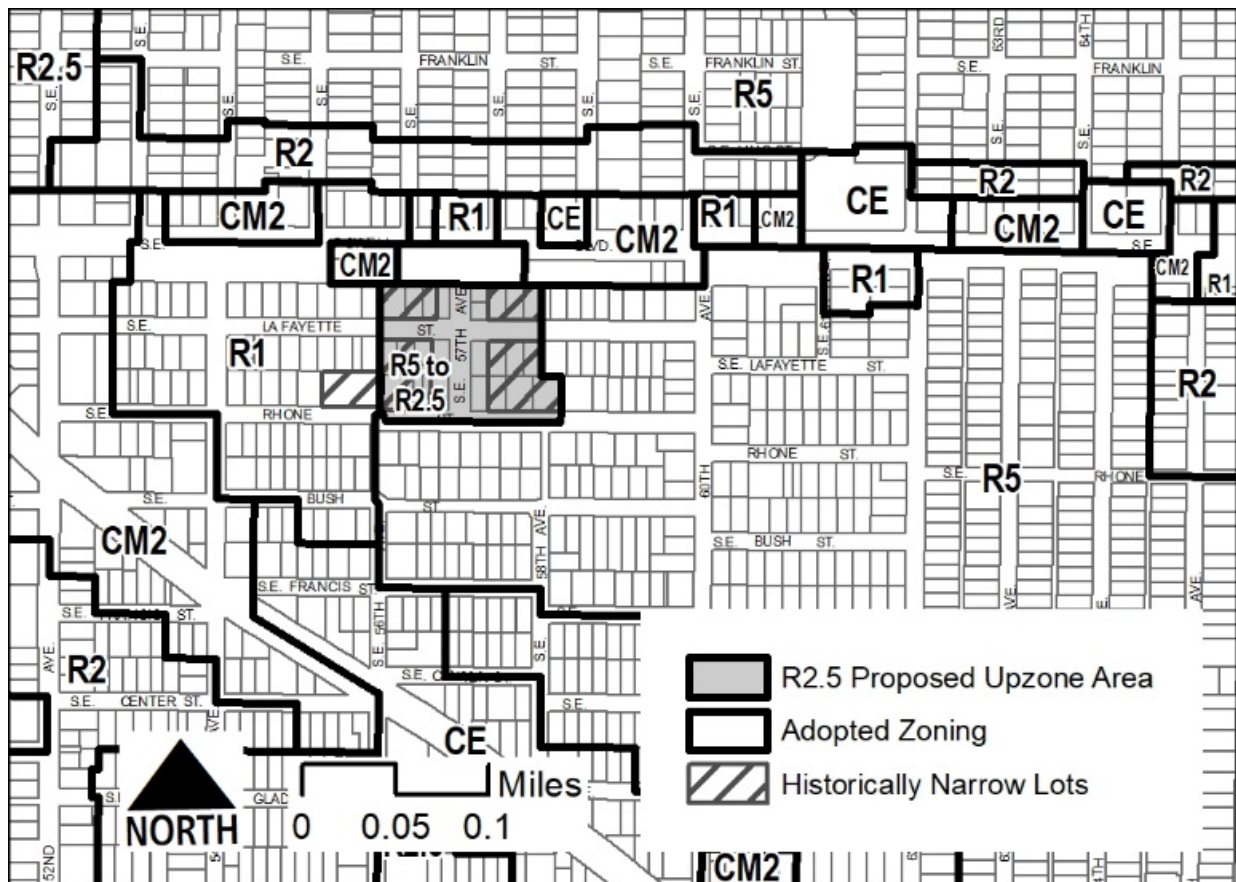 S.E.
63RD
64TH
R2.5
S.E.
FRANKLIN
ST.
S.E.
FRANKLIN ST.
S.E.
FRANKLIN
S.E.
S.E.
S.E.
S.E.
S.E.
S.E.
S.E.
S.E.
R5
R2
R2
R2
CM2
R1
CE
CM2
R1
CM2
CE
CM2
CE
S.E.
BLVD.
S.E.
CM2
R1
CM2
R1
AVE
AVE.
S.E.
LA FAYETTE
ST.
57TH
S.E.
LAFAYETTE
ST.
R1
R5 to
R2.5
S.E.
R2
S.E.
RHONE
ST.
RHONE
ST.
S.E.
R5
RHONE
60TH
S.E.
BUSH
ST.
AVE.
S.E.
BUSH
ST.
CM2
58TH
S.E. FRANCIS ST.
AVE.
AVE.
S.E.
ST.
56TH
S.E.
S.E.
S.E.
AVE.
R2
S.E.
CENTER ST.
S.E.
CE
R2.5 Proposed Upzone Area
Adopted Zoning
Historically Narrow Lots
NORTH
GLAD
Miles
0
0.05
0.1
52ND
CM2